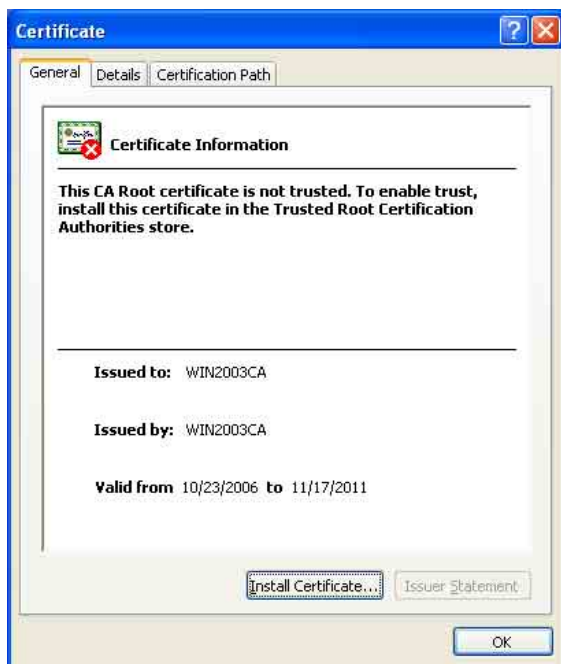 Certificate
General Details Certification Path
Certificate Information
This CA Root certificate is not trusted. To enable trust,
install this certificate in the Trusted Root Certification
Authorities store.
Issued to: WIN2003CA
Issued by: WIN2003CA
Valid from 10/23/2006 to 11/17/2011
Install Certificate... Issuer Statement
OK